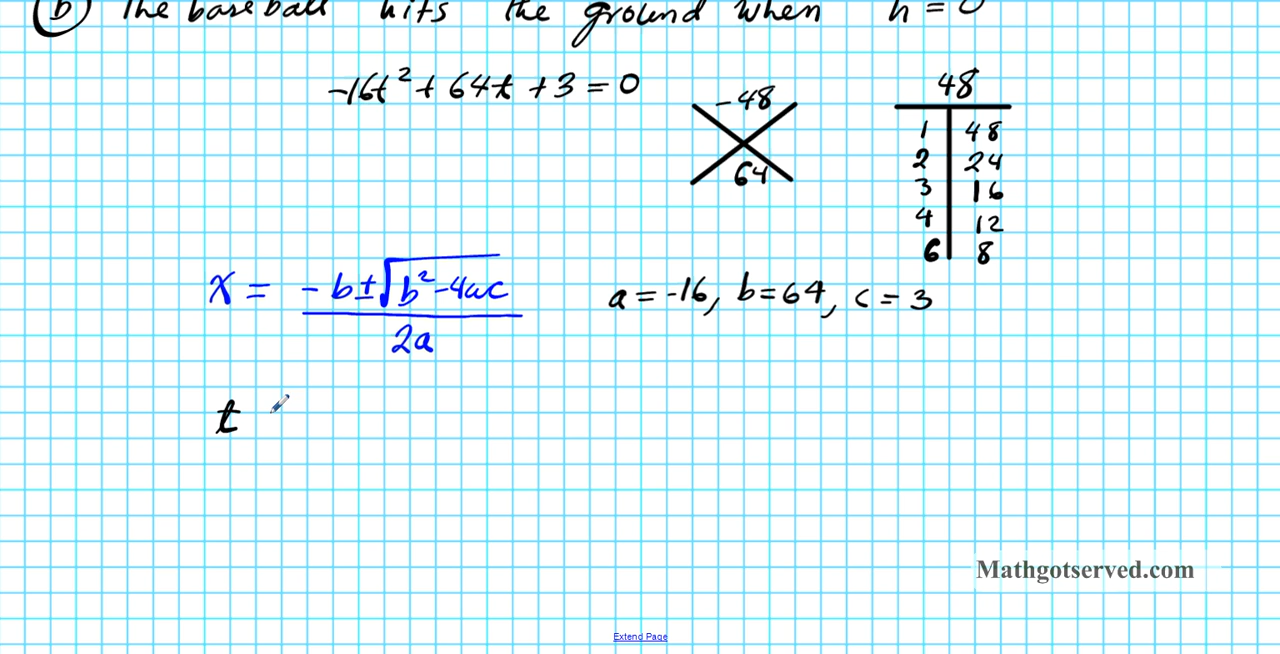 (b) The baseball hits the ground when h = 0
-16t² + 64t + 3 = 0
-48
64
48
1 48
2 24
3 16
4 12
6 8
x = -b ± √(b² - 4ac) / 2a
a = -16, b = 64, c = 3
t
Mathgotserved.com
Extend Page